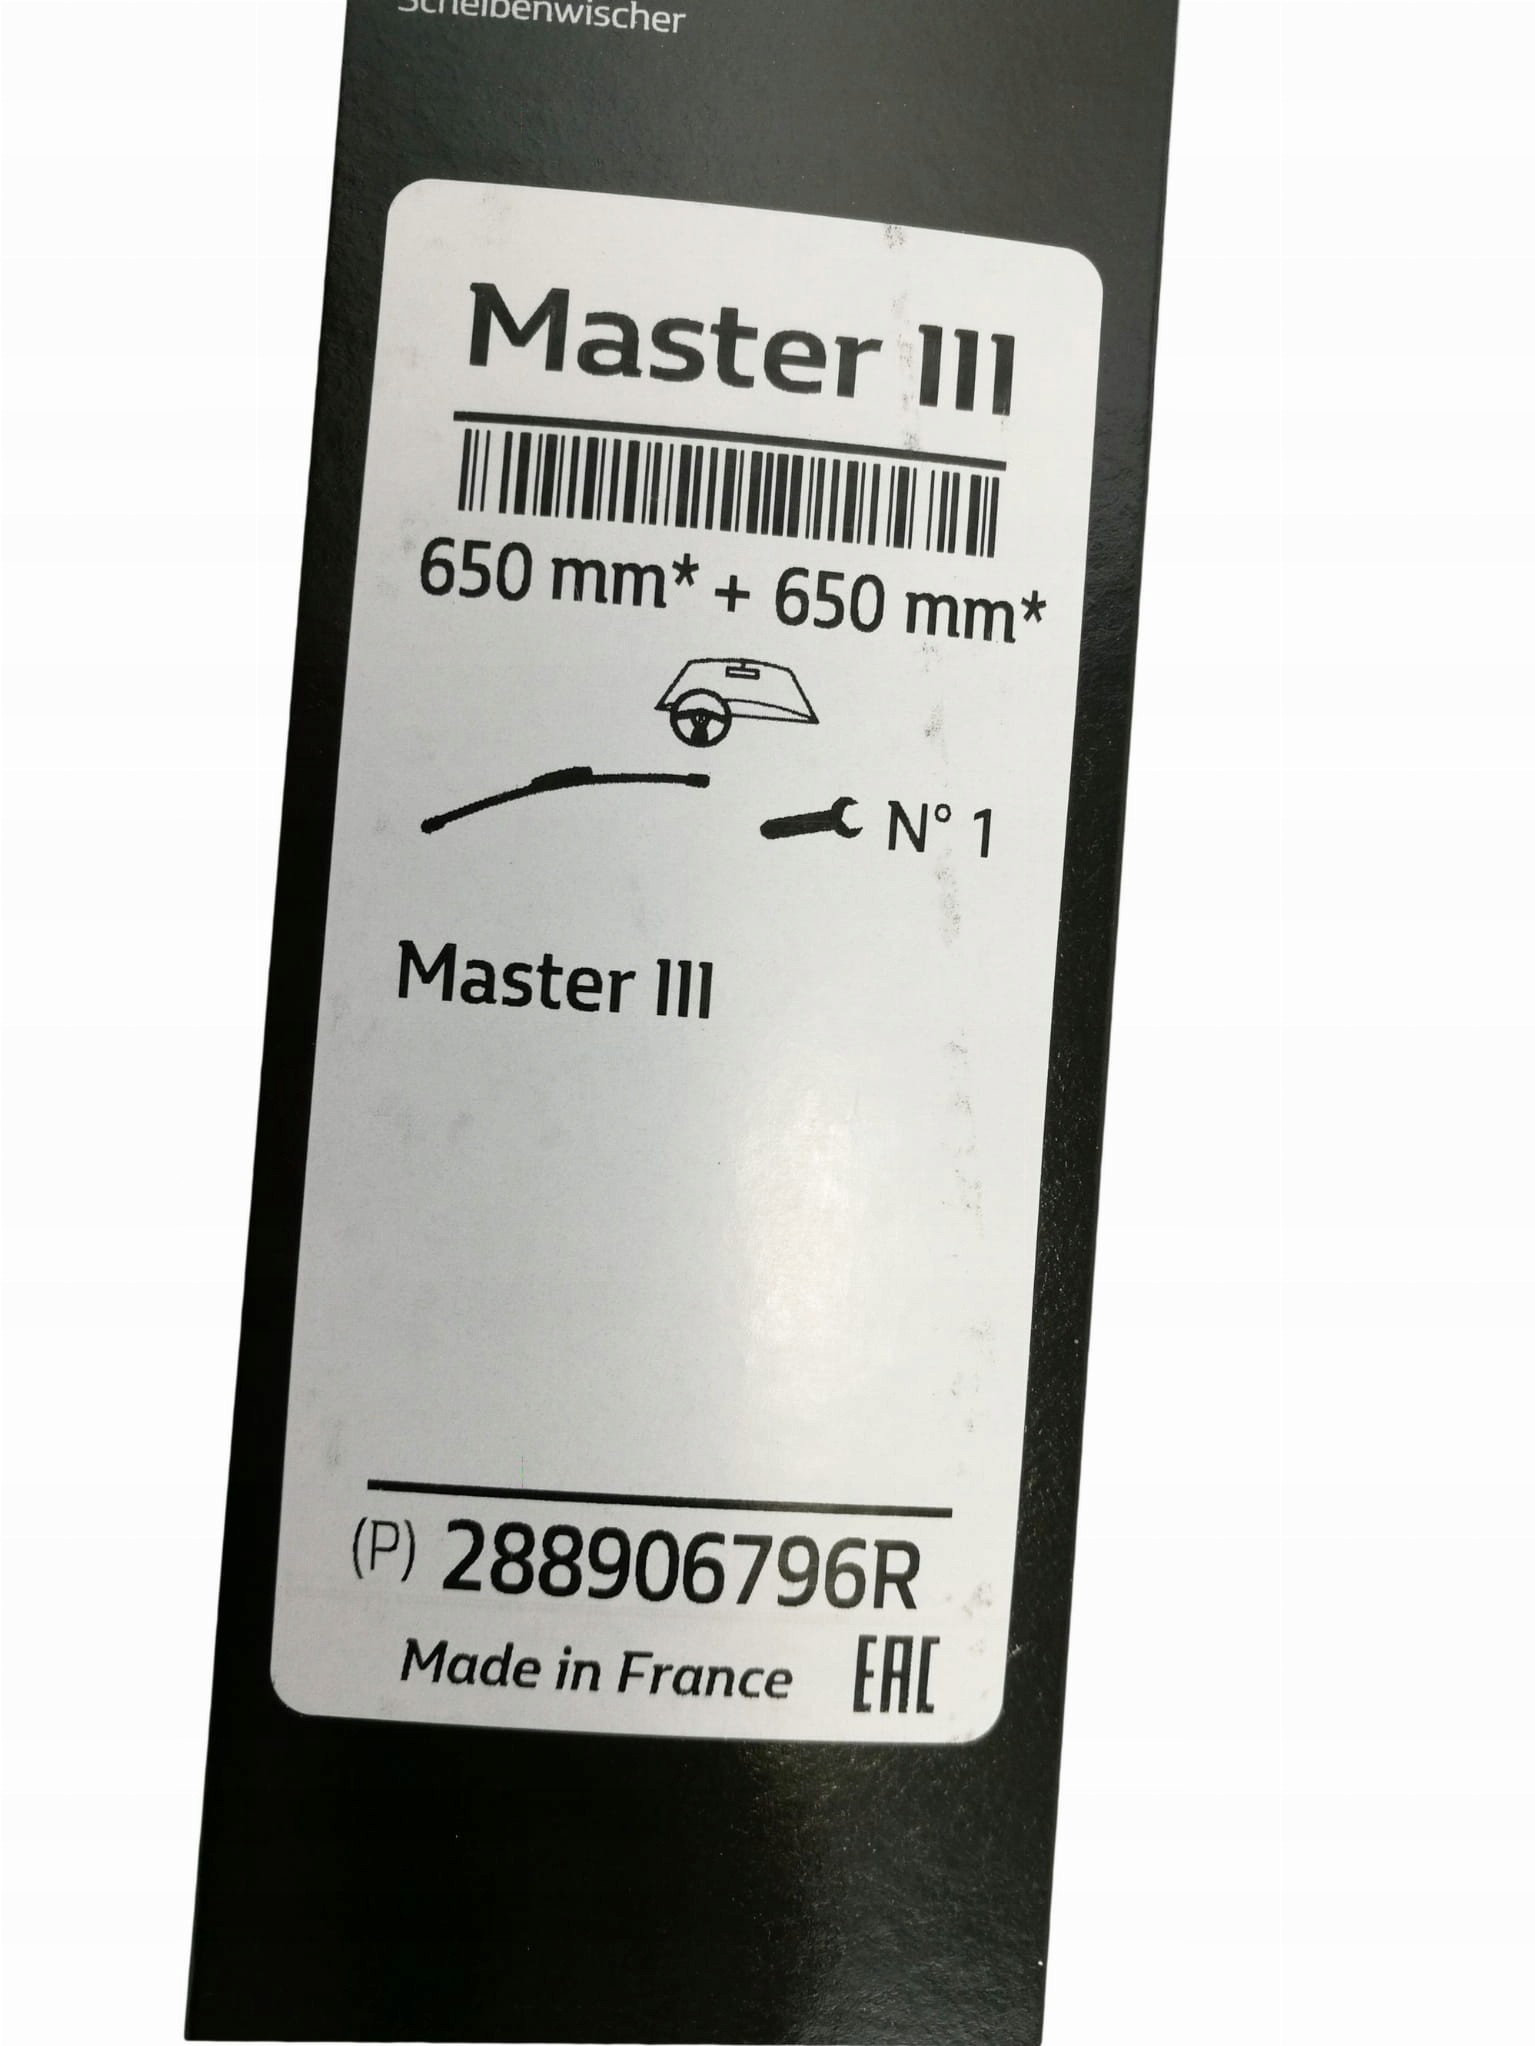 Scheibenwischer
Master III
650 mm* + 650 mm*
N° 1
Master III
(P) 288906796R
Made in France EAC